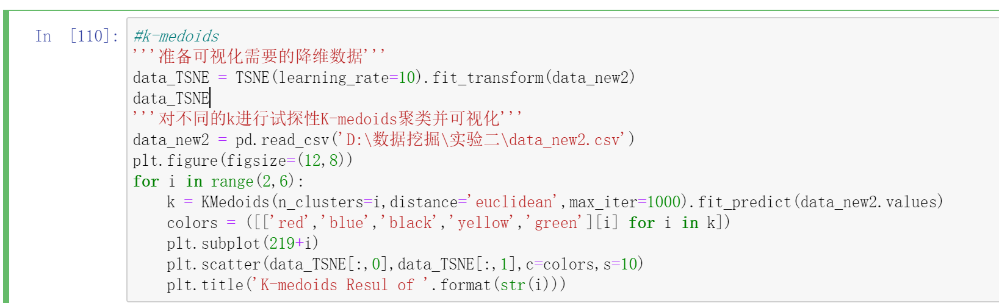 In [110]: #k-medoids
'''准备可视化需要的降维数据'''
data_TSNE = TSNE(learning_rate=10).fit_transform(data_new2)
data_TSNE
'''对不同的k进行试探性K-medoids聚类并可视化'''
data_new2 = pd.read_csv('D:\数据挖掘\实验二\data_new2.csv')
plt.figure(figsize=(12,8))
for i in range(2,6):
    k = KMedoids(n_clusters=i,distance='euclidean',max_iter=1000).fit_predict(data_new2.values)
    colors = ([['red','blue','black','yellow','green'][i] for i in k])
    plt.subplot(219+i)
    plt.scatter(data_TSNE[:,0],data_TSNE[:,1],c=colors,s=10)
    plt.title('K-medoids Resul of '.format(str(i)))